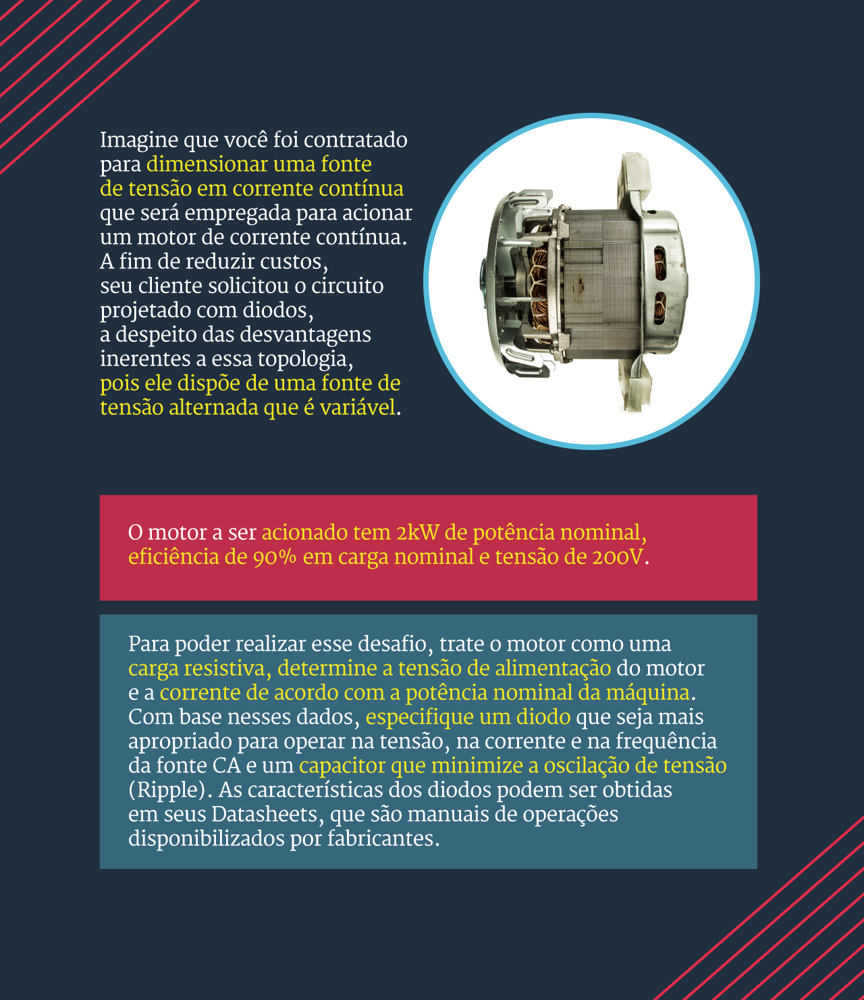 Imagine que você foi contratado
para dimensionar uma fonte
de tensão em corrente contínua
que será empregada para acionar
um motor de corrente contínua.
A fim de reduzir custos,
seu cliente solicitou o circuito
projetado com diodos,
a despeito das desvantagens
inerentes a essa topologia,
pois ele dispõe de uma fonte de
tensão alternada que é variável.
O motor a ser acionado tem 2kW de potência nominal,
eficiência de 90% em carga nominal e tensão de 200V.
Para poder realizar esse desafio, trate o motor como uma
carga resistiva, determine a tensão de alimentação do motor
e a corrente de acordo com a potência nominal da máquina.
Com base nesses dados, especifique um diodo que seja mais
apropriado para operar na tensão, na corrente e na frequência
da fonte CA e um capacitor que minimize a oscilação de tensão
(Ripple). As características dos diodos podem ser obtidas
em seus Datasheets, que são manuais de operações
disponibilizados por fabricantes.